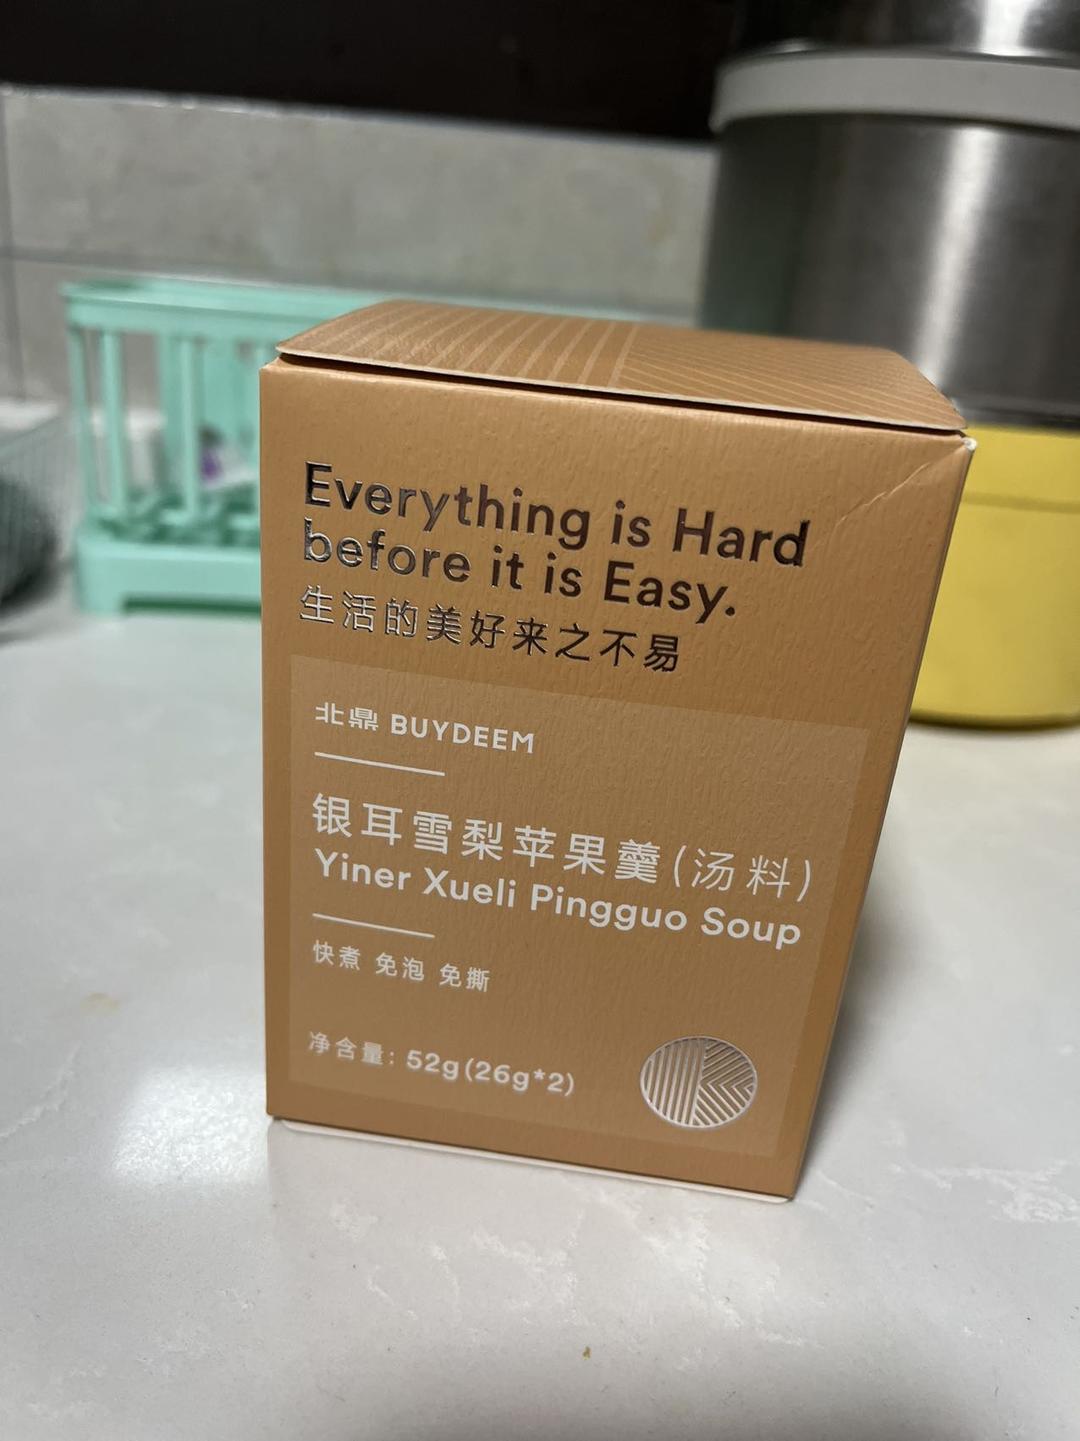 Everything is Hard
before it is Easy.
生活的美好来之不易
北鼎 BUYDEEM
银耳雪梨苹果羹(汤料)
Yiner Xueli Pingguo Soup
快煮 免泡 免撕
净含量: 52g(26g*2)